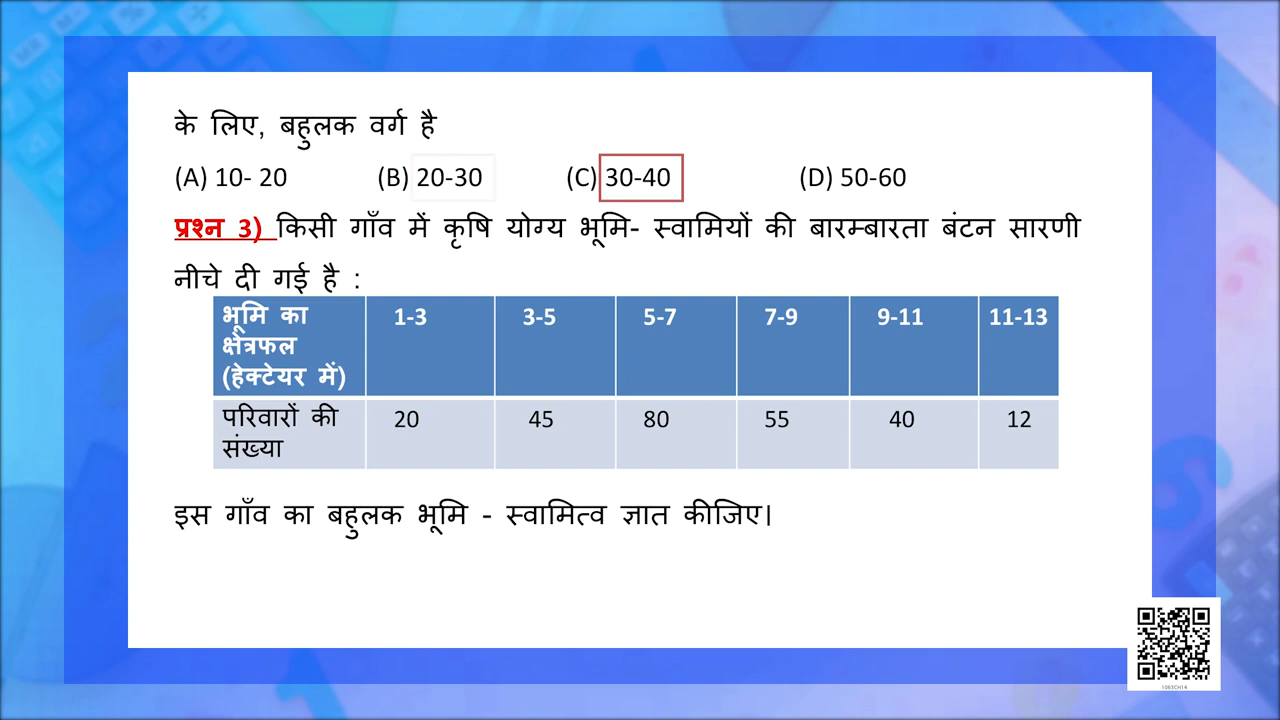 के लिए, बहुलक वर्ग है
(A) 10- 20 (B) 20-30 (C) 30-40 (D) 50-60
प्रश्न 3) किसी गाँव में कृषि योग्य भूमि- स्वामियों की बारम्बारता बंटन सारणी
नीचे दी गई है :
भूमि का क्षेत्रफल (हेक्टेयर में) 1-3 3-5 5-7 7-9 9-11 11-13
परिवारों की संख्या 20 45 80 55 40 12
इस गाँव का बहुलक भूमि - स्वामित्व ज्ञात कीजिए।
1063CH14